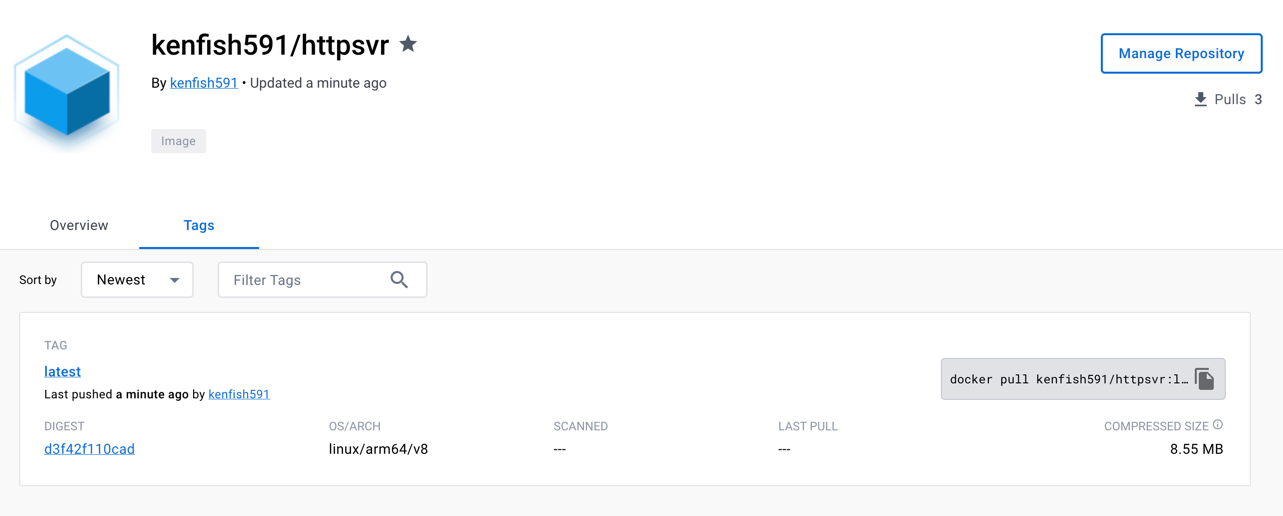 kenfish591/httpsvr
By kenfish591 • Updated a minute ago
Manage Repository
Pulls 3
Image
Overview
Tags
Sort by
Newest
Filter Tags
TAG
latest
Last pushed a minute ago by kenfish591
docker pull kenfish591/httpsvr:l…
DIGEST
OS/ARCH
SCANNED
LAST PULL
COMPRESSED SIZE
d3f42f110cad
linux/arm64/v8
---
---
8.55 MB